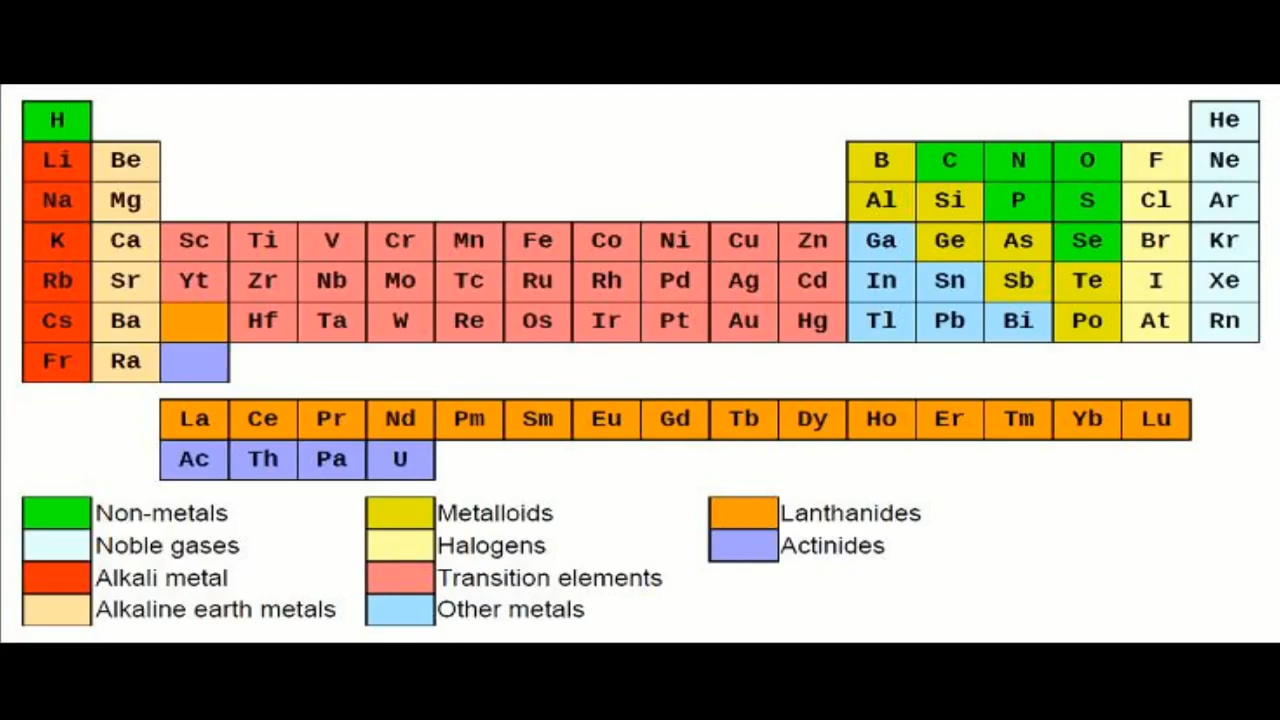 H He
Li Be B C N O F Ne
Na Mg Al Si P S Cl Ar
K Ca Sc Ti V Cr Mn Fe Co Ni Cu Zn Ga Ge As Se Br Kr
Rb Sr Yt Zr Nb Mo Tc Ru Rh Pd Ag Cd In Sn Sb Te I Xe
Cs Ba Hf Ta W Re Os Ir Pt Au Hg Tl Pb Bi Po At Rn
Fr Ra
La Ce Pr Nd Pm Sm Eu Gd Tb Dy Ho Er Tm Yb Lu
Ac Th Pa U
Non-metals Metalloids Lanthanides
Noble gases Halogens Actinides
Alkali metal Transition elements
Alkaline earth metals Other metals